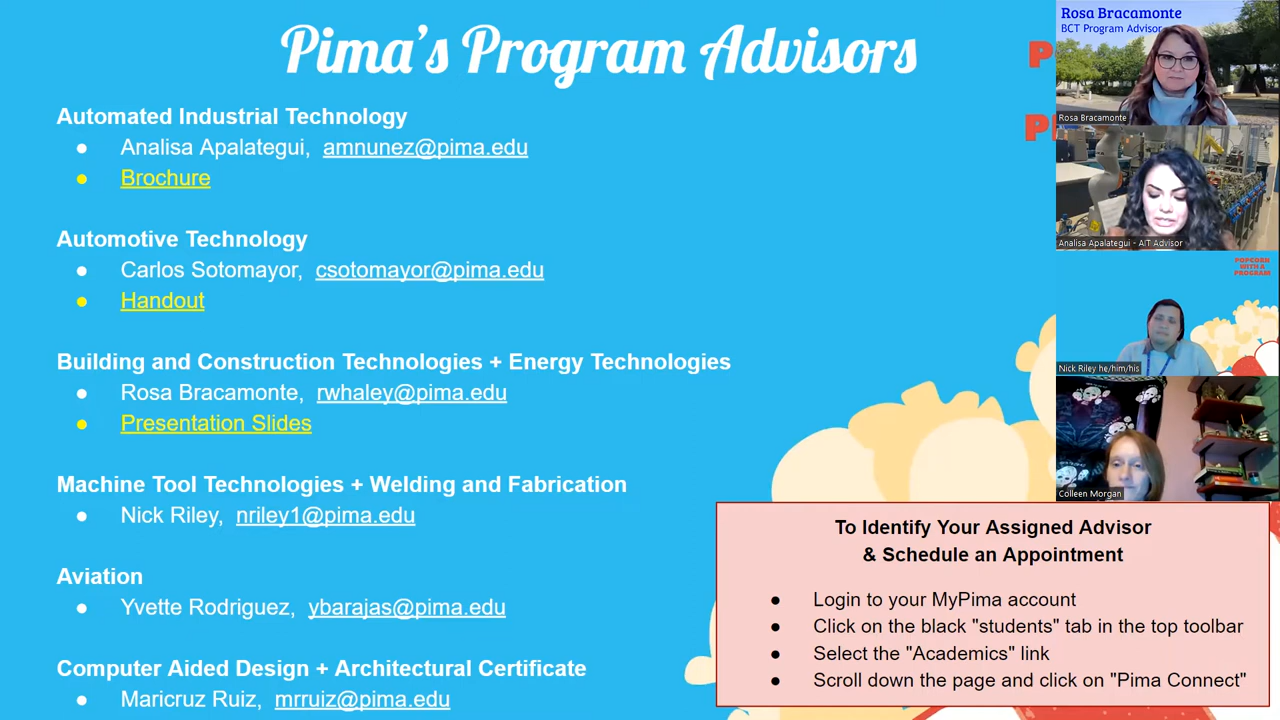 Pima's Program Advisors
Automated Industrial Technology
● Analisa Apalategui, amnunez@pima.edu
● Brochure
Automotive Technology
● Carlos Sotomayor, csotomayor@pima.edu
● Handout
Building and Construction Technologies + Energy Technologies
● Rosa Bracamonte, rwhaley@pima.edu
● Presentation Slides
Machine Tool Technologies + Welding and Fabrication
● Nick Riley, nriley1@pima.edu
Aviation
● Yvette Rodriguez, ybarajas@pima.edu
Computer Aided Design + Architectural Certificate
● Maricruz Ruiz, mrruiz@pima.edu
To Identify Your Assigned Advisor
& Schedule an Appointment
● Login to your MyPima account
● Click on the black "students" tab in the top toolbar
● Select the "Academics" link
● Scroll down the page and click on "Pima Connect"
Rosa Bracamonte
BCT Program Advisor
Rosa Bracamonte
Analisa Apalategui - AIT Advisor
POPCORN
WITH A
PROGRAM
Nick Riley he/him/his
Colleen Morgan